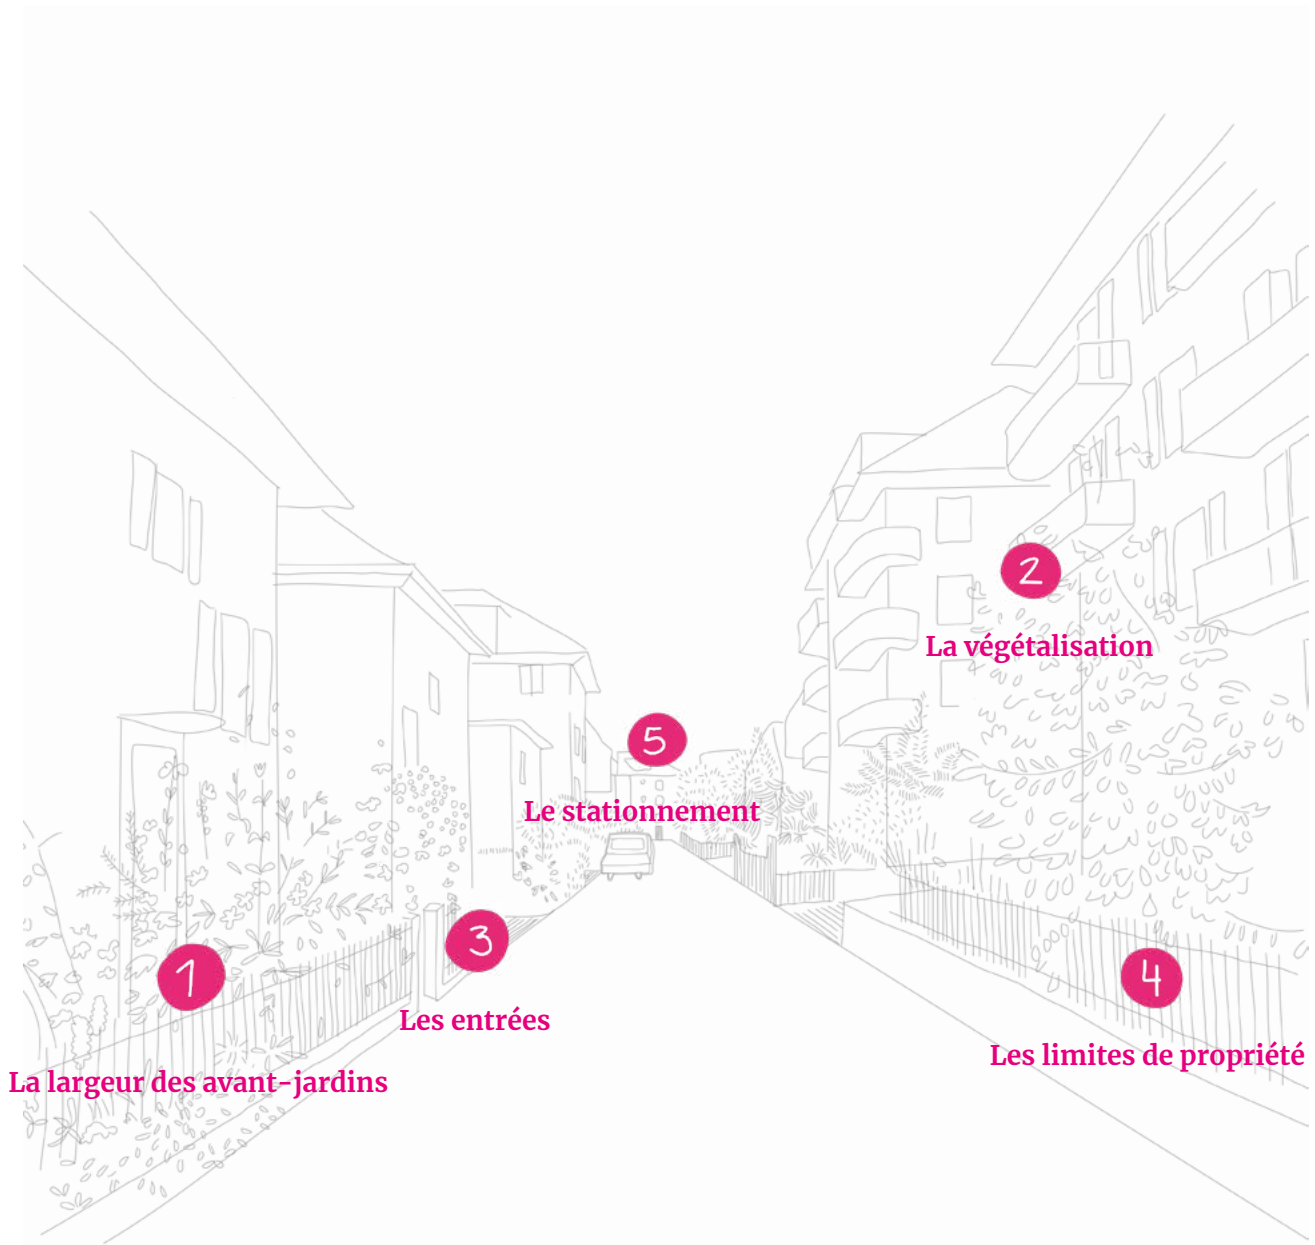 2
La végétalisation
5
Le stationnement
3
Les entrées
1
La largeur des avant-jardins
4
Les limites de propriété